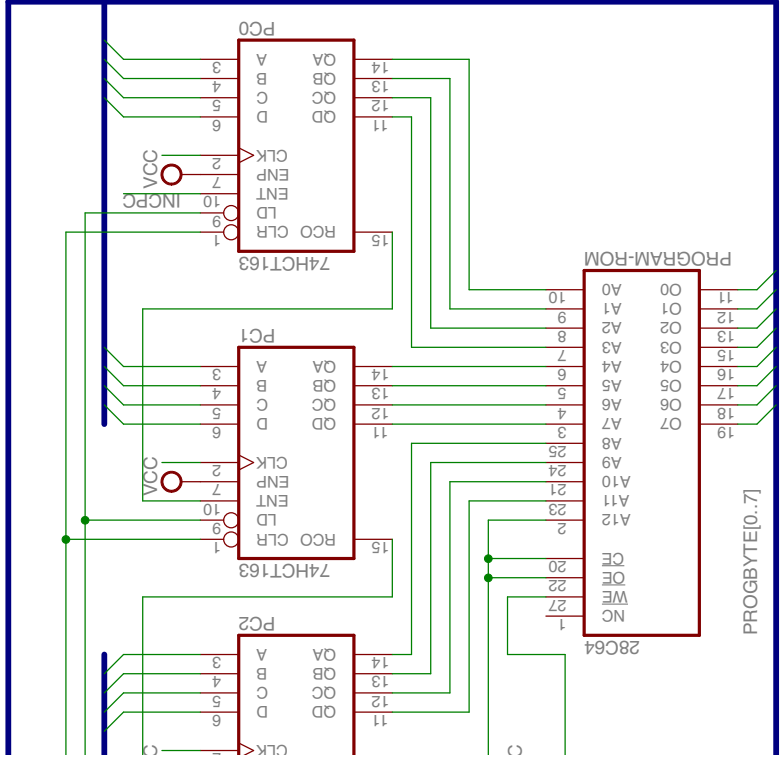 PC0
A 3 QA 14
B 4 QB 13
C 5 QC 12
D 6 QD 11
CLK 2
VCC
ENP 7
INCPC
ENT 10
LD 9
CLR 1 RCO 15
74HCT163
PC1
A 3 QA 14
B 4 QB 13
C 5 QC 12
D 6 QD 11
CLK 2
VCC
ENP 7
ENT 10
LD 9
CLR 1 RCO 15
74HCT163
PC2
A 3 QA 14
B 4 QB 13
C 5 QC 12
D 6 QD 11
CLK
C
PROGRAM-ROM
A0 10 O0 11
A1 9 O1 12
A2 8 O2 13
A3 7 O3 15
A4 6 O4 16
A5 5 O5 17
A6 4 O6 18
A7 3 O7 19
A8 25
A9 24
A10 21
A11 23
A12 2
CE 20
OE 22
WE 27
NC 1
28C64
PROGBYTE[0..7]
C